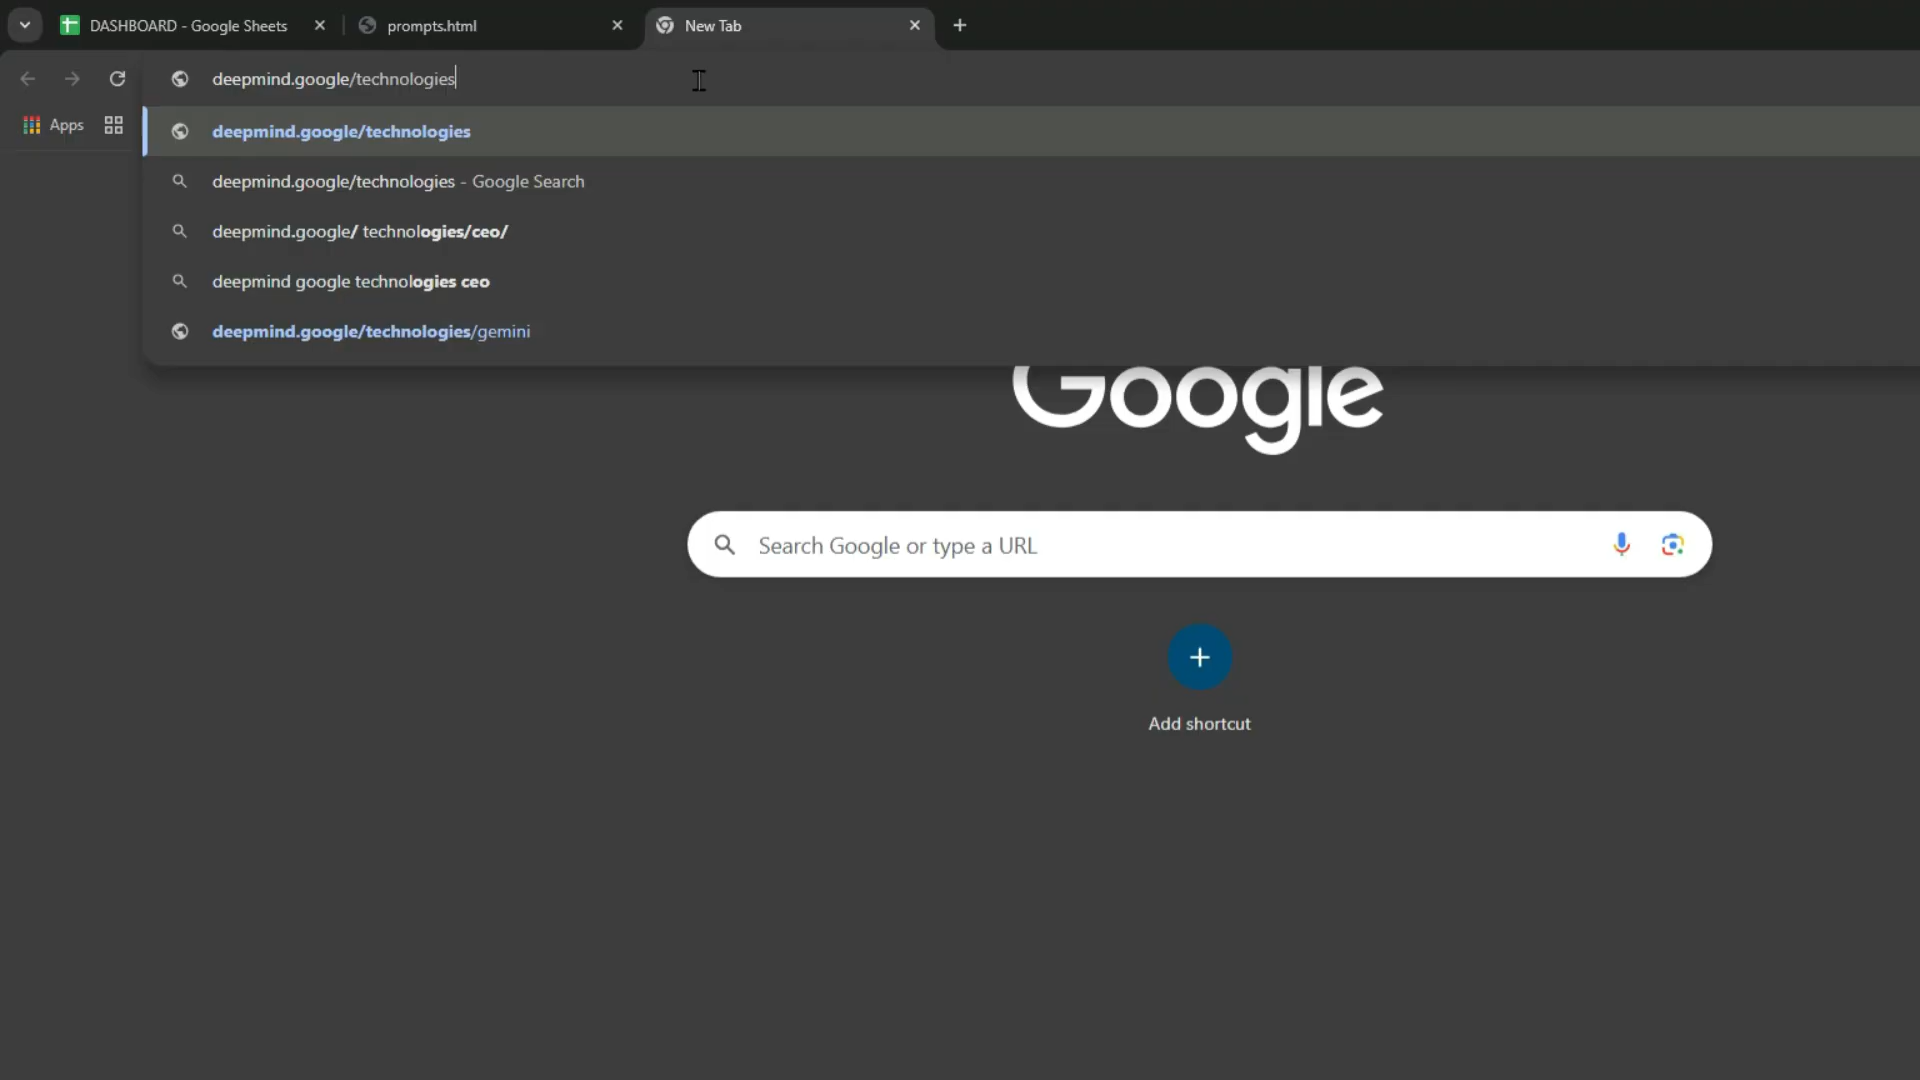 DASHBOARD - Google Sheets
prompts.html
New Tab
deepmind.google/technologies
Apps
deepmind.google/technologies
deepmind.google/technologies - Google Search
deepmind.google/ technologies/ceo/
deepmind google technologies ceo
deepmind.google/technologies/gemini
Google
Search Google or type a URL
Add shortcut